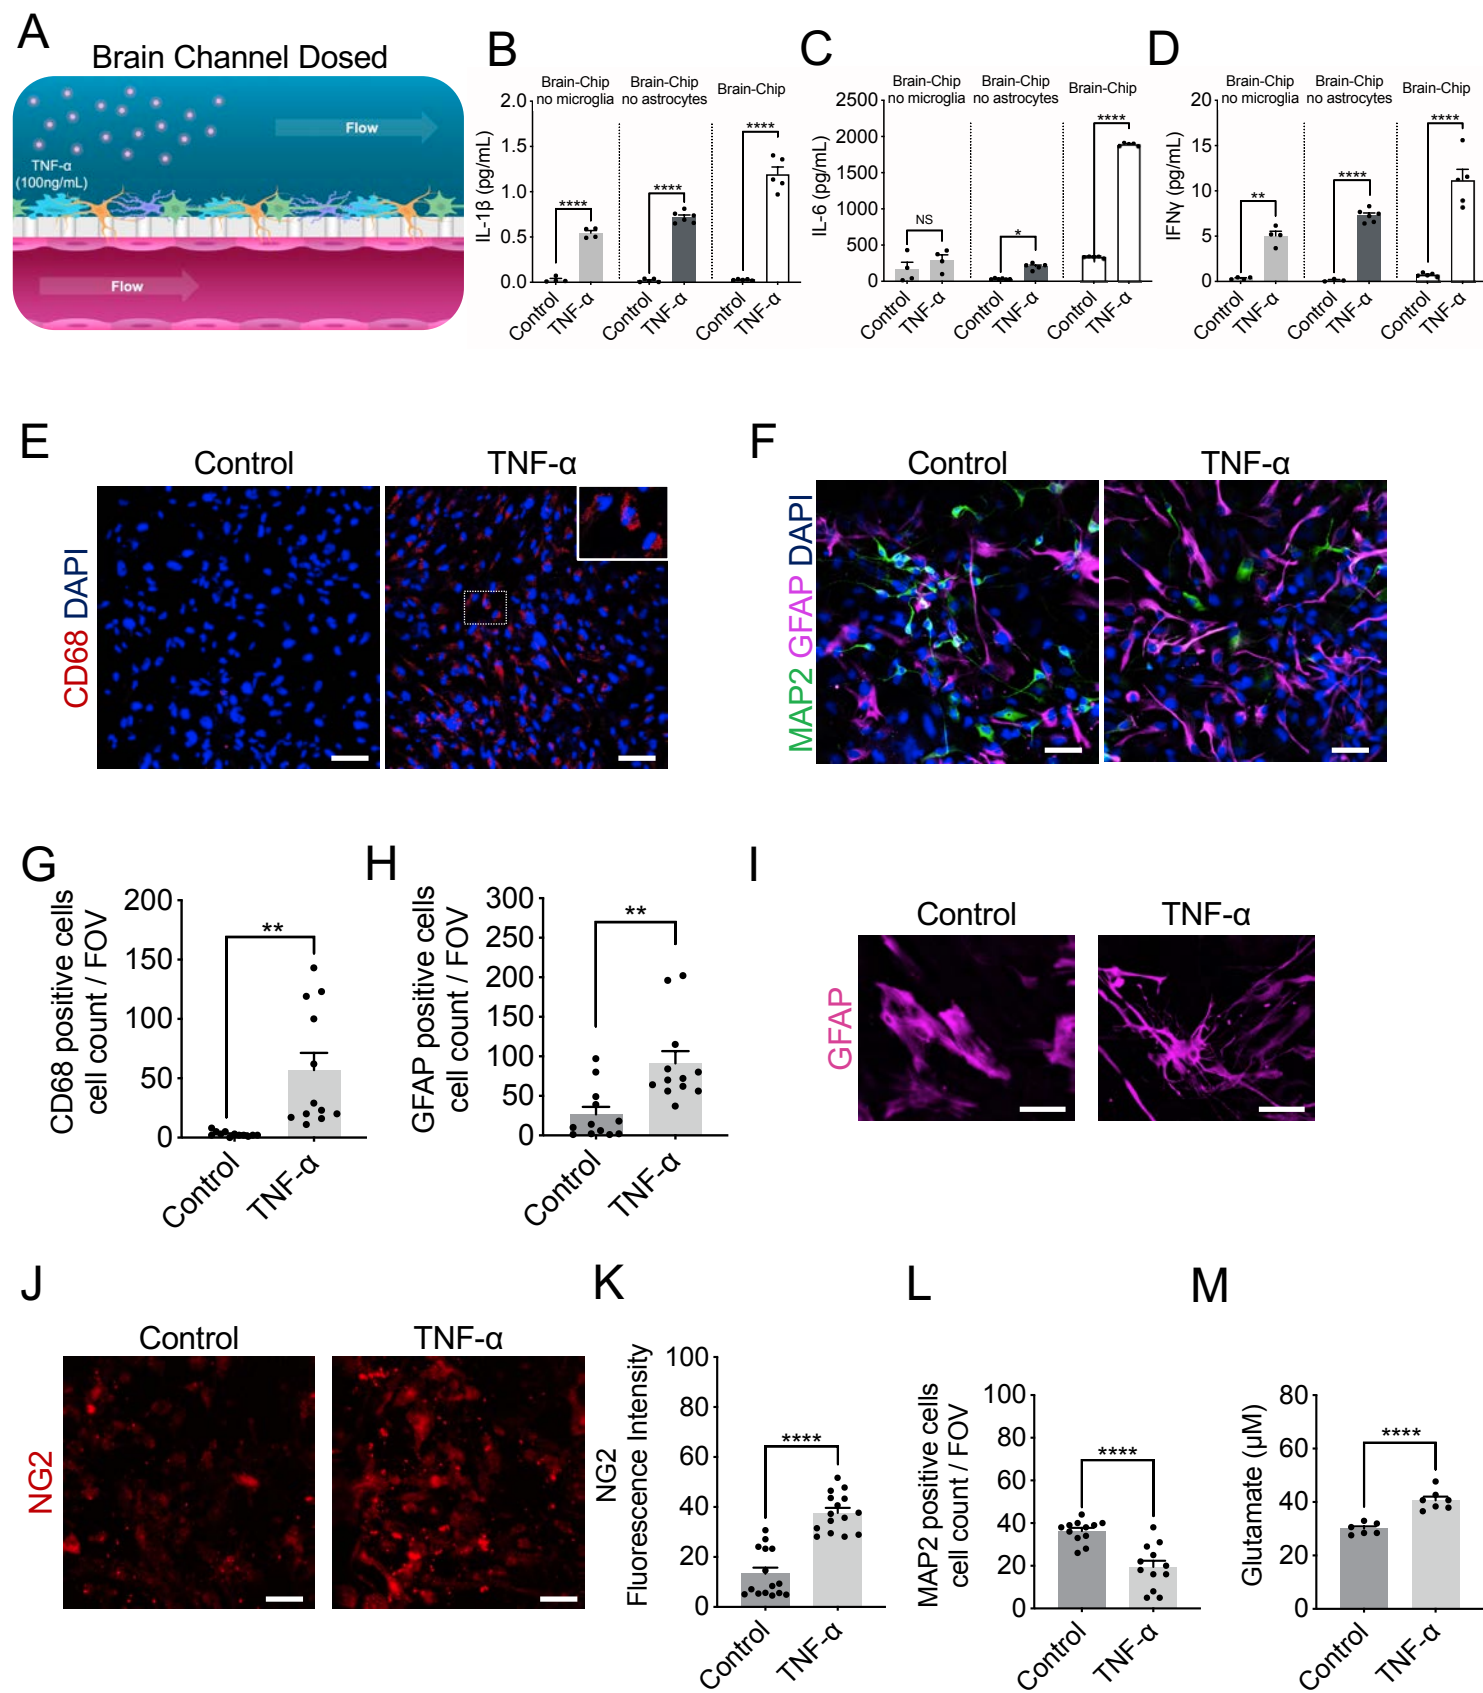 A
Brain Channel Dosed
Flow
TNF-α
(100ng/mL)
Flow
B
Brain-Chip
no microglia
Brain-Chip
no astrocytes
Brain-Chip
IL-1β (pg/mL)
2.0
1.5
1.0
0.5
0.0
****
****
****
Control
TNF-α
Control
TNF-α
Control
TNF-α
C
Brain-Chip
no microglia
Brain-Chip
no astrocytes
Brain-Chip
IL-6 (pg/mL)
2500
2000
1500
1000
500
0
NS
*
****
Control
TNF-α
Control
TNF-α
Control
TNF-α
D
Brain-Chip
no microglia
Brain-Chip
no astrocytes
Brain-Chip
IFNγ (pg/mL)
20
15
10
5
0
**
****
****
Control
TNF-α
Control
TNF-α
Control
TNF-α
E
Control
TNF-α
CD68 DAPI
F
Control
TNF-α
MAP2 GFAP DAPI
G
CD68 positive cells
cell count / FOV
200
150
100
50
0
**
Control
TNF-α
H
GFAP positive cells
cell count / FOV
300
250
200
150
100
50
0
**
Control
TNF-α
I
Control
TNF-α
GFAP
J
Control
TNF-α
NG2
K
NG2
Fluorescence Intensity
100
80
60
40
20
0
****
Control
TNF-α
L
MAP2 positive cells
cell count / FOV
100
80
60
40
20
0
****
Control
TNF-α
M
Glutamate (μM)
80
60
40
20
0
****
Control
TNF-α